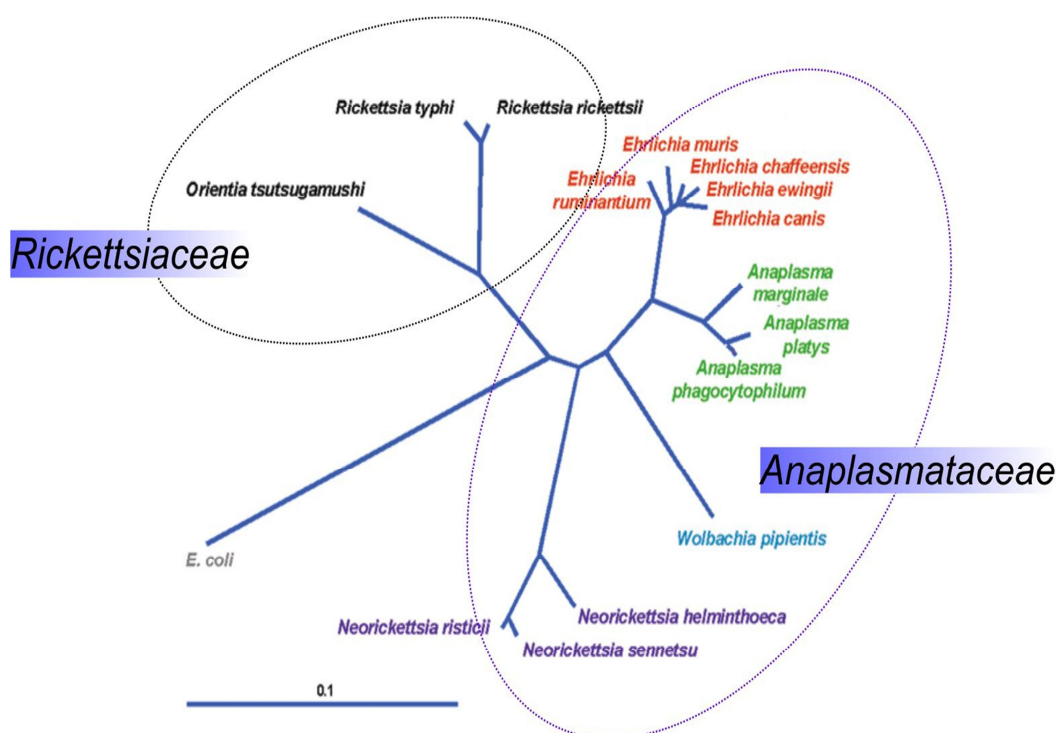 Rickettsia typhi
Rickettsia rickettsii
Ehrlichia muris
Ehrlichia chaffeensis
Ehrlichia
ruminantium
Ehrlichia ewingii
Orientia tsutsugamushi
Ehrlichia canis
Rickettsiaceae
Anaplasma
marginale
Anaplasma
platys
Anaplasma
phagocytophilum
Anaplasmataceae
Wolbachia pipientis
E. coli
Neorickettsia helminthoeca
Neorickettsia risticii
Neorickettsia sennetsu
0.1